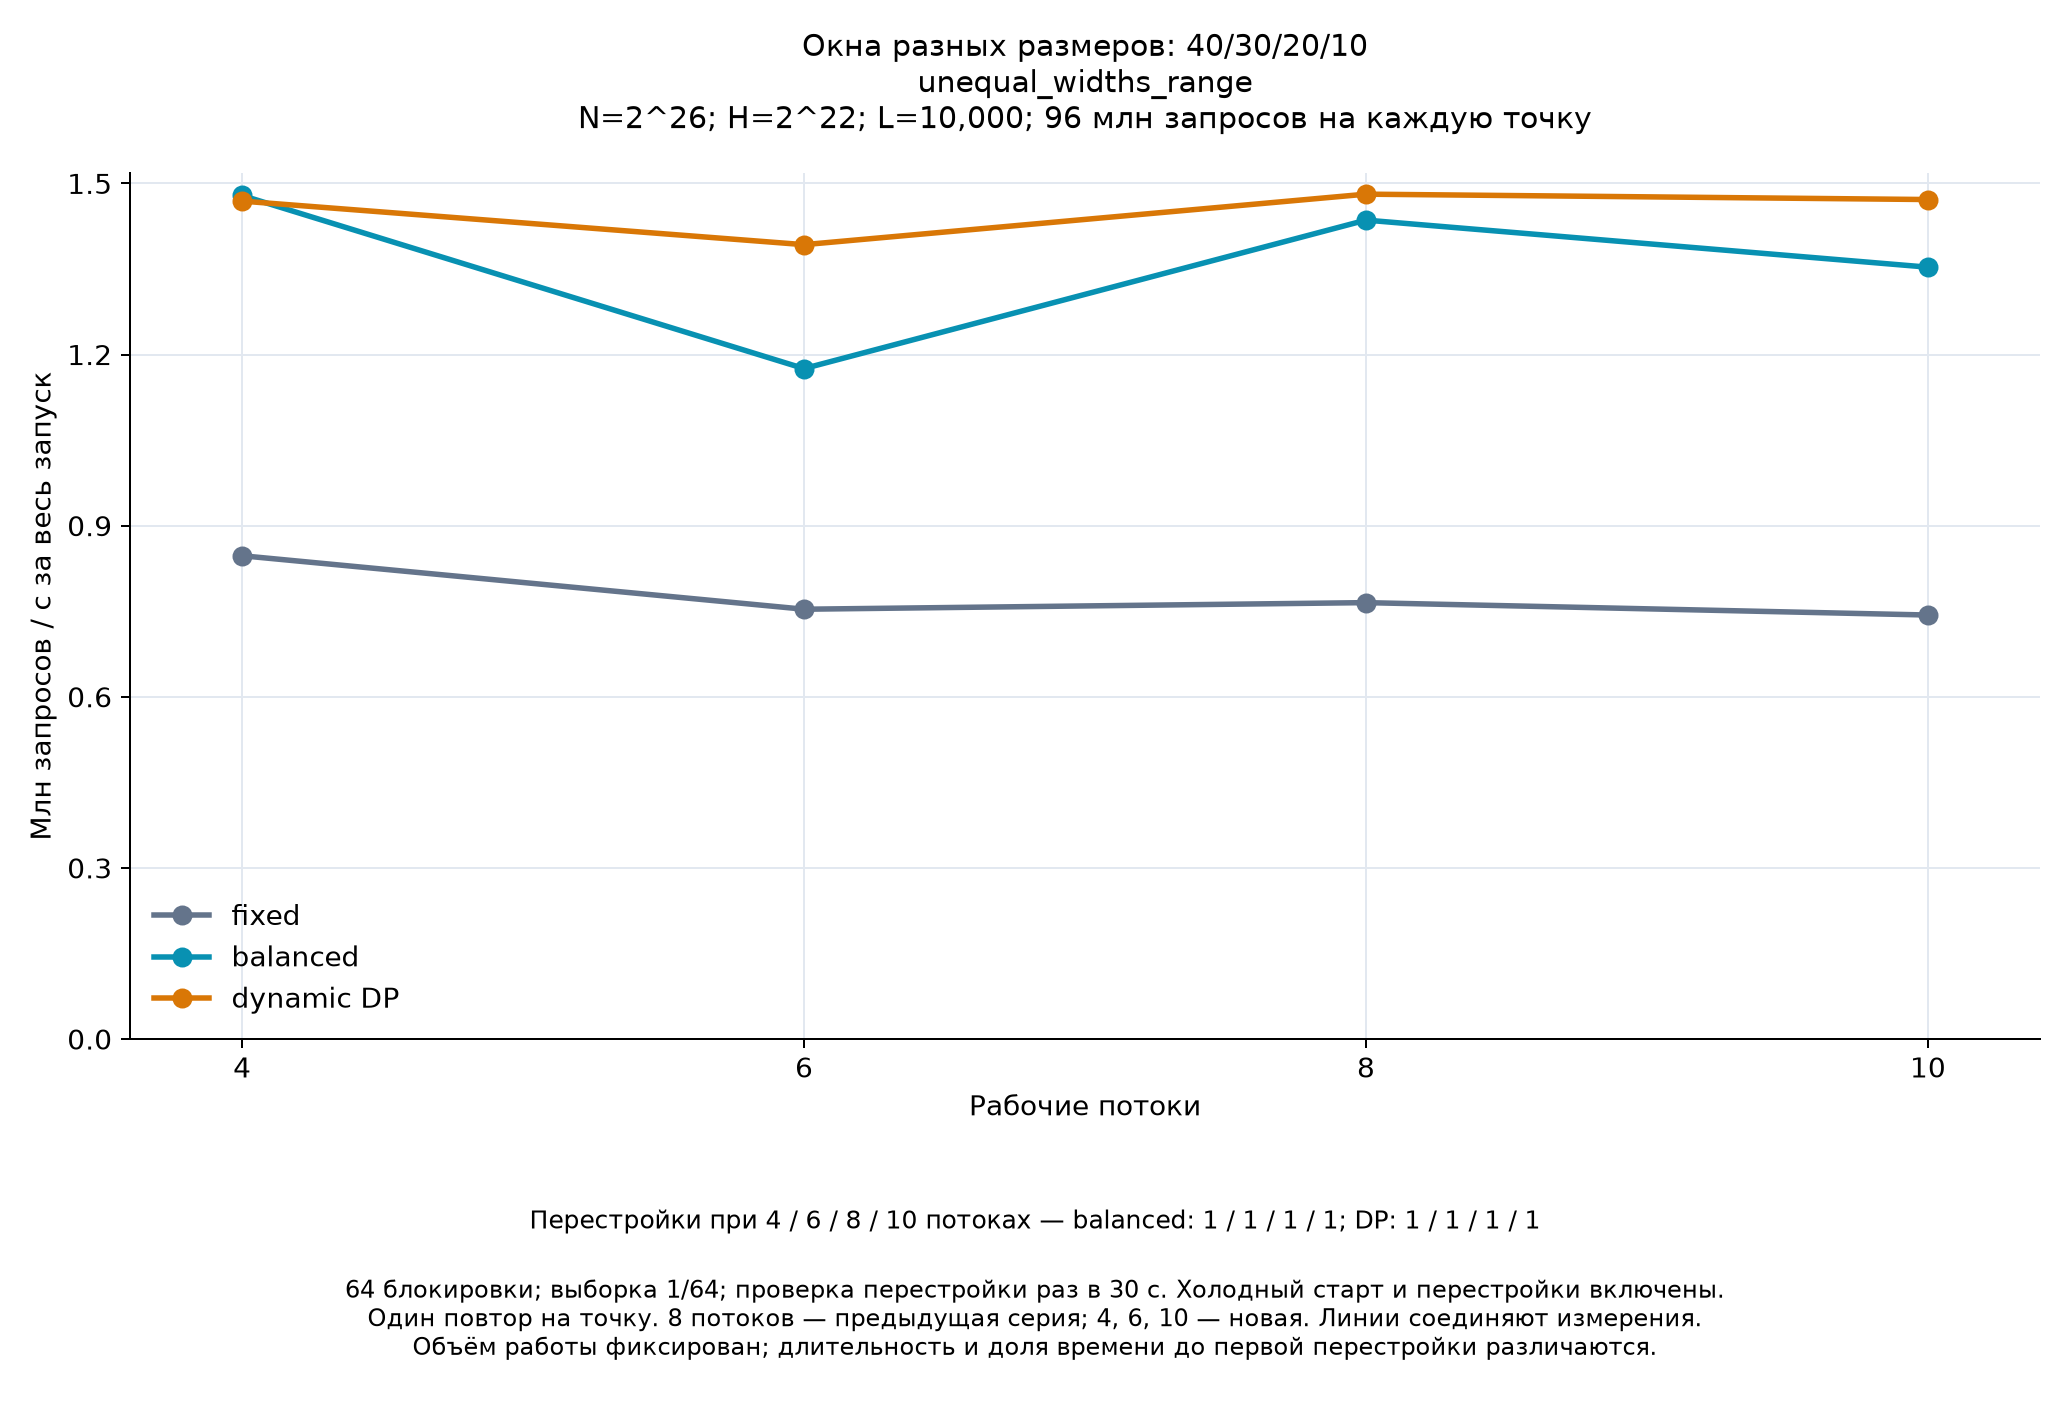 Окна разных размеров: 40/30/20/10
unequal_widths_range
N=2^26; H=2^22; L=10,000; 96 млн запросов на каждую точку
Млн запросов / с за весь запуск
1.5
1.2
0.9
0.6
0.3
0.0
fixed
balanced
dynamic DP
4
6
8
10
Рабочие потоки
Перестройки при 4 / 6 / 8 / 10 потоках — balanced: 1 / 1 / 1 / 1; DP: 1 / 1 / 1 / 1
64 блокировки; выборка 1/64; проверка перестройки раз в 30 с. Холодный старт и перестройки включены.
Один повтор на точку. 8 потоков — предыдущая серия; 4, 6, 10 — новая. Линии соединяют измерения.
Объём работы фиксирован; длительность и доля времени до первой перестройки различаются.